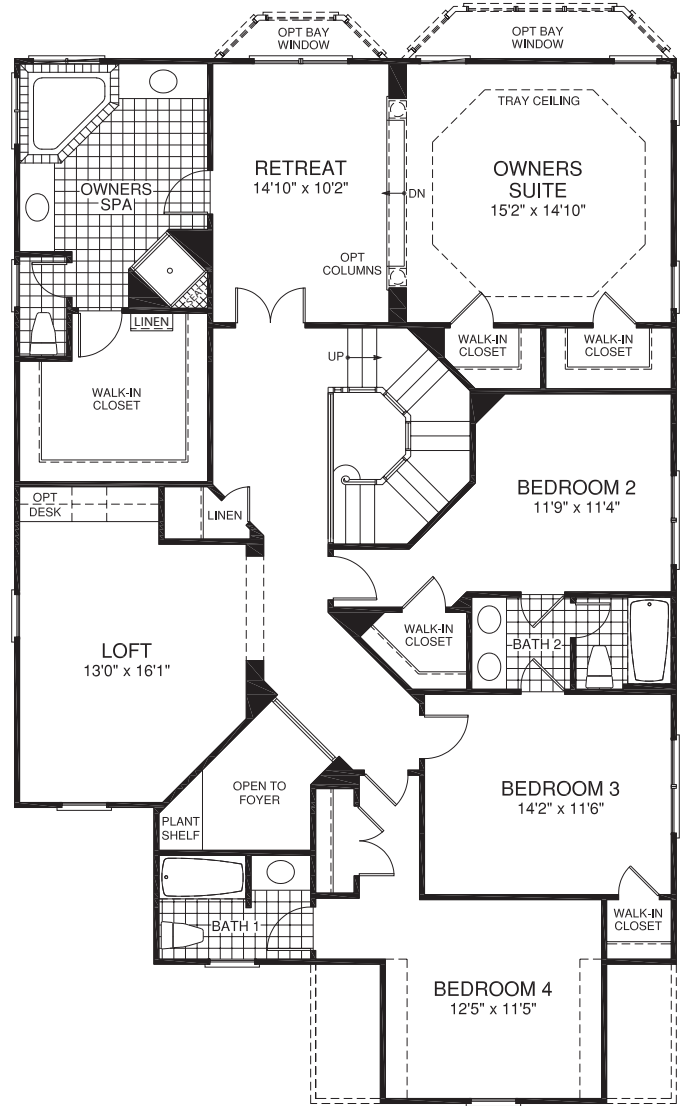 OPT BAY
WINDOW
OPT BAY
WINDOW
TRAY CEILING
RETREAT
14'10" x 10'2"
OWNERS
SUITE
15'2" x 14'10"
OWNERS
SPA
DN
OPT
COLUMNS
SEAT
LINEN
UP
WALK-IN
CLOSET
WALK-IN
CLOSET
WALK-IN
CLOSET
OPT
DESK
LINEN
BEDROOM 2
11'9" x 11'4"
LOFT
13'0" x 16'1"
WALK-IN
CLOSET
BATH 2
OPEN TO
FOYER
PLANT
SHELF
BEDROOM 3
14'2" x 11'6"
BATH 1
WALK-IN
CLOSET
BEDROOM 4
12'5" x 11'5"